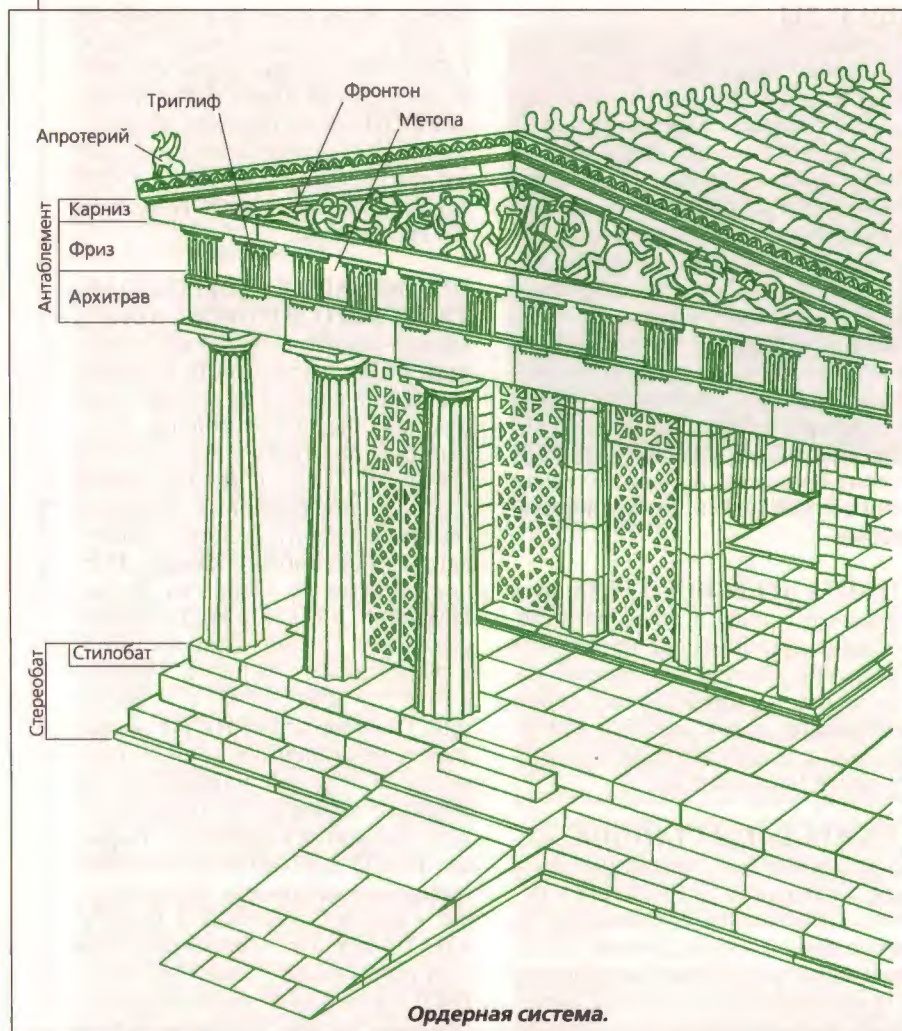 Фронтон
Триглиф
Метопа
Апротерий
Антаблемент
Карниз
Фриз
Архитрав
Стереобат
Стилобат
Ордерная система.